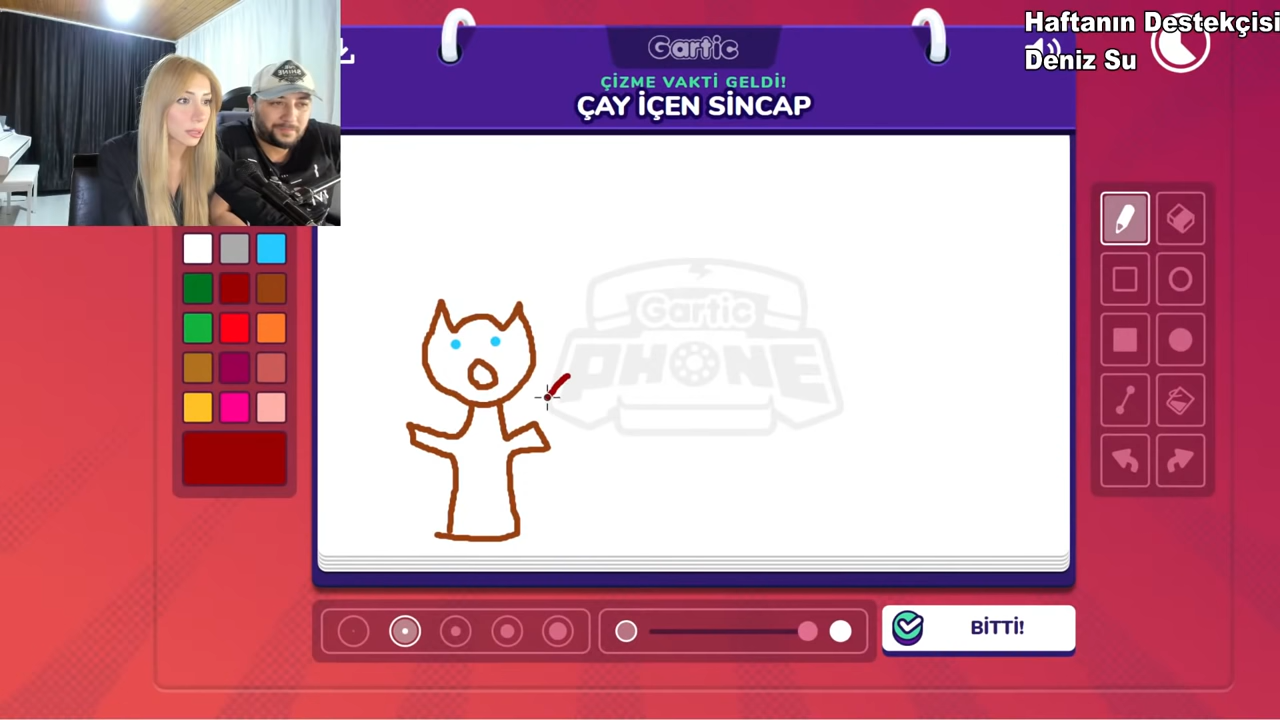 Haftanın Destekçisi
Deniz Su
Gartic
ÇİZME VAKTİ GELDİ!
ÇAY İÇEN SİNCAP
Gartic
PHONE
BİTTİ!